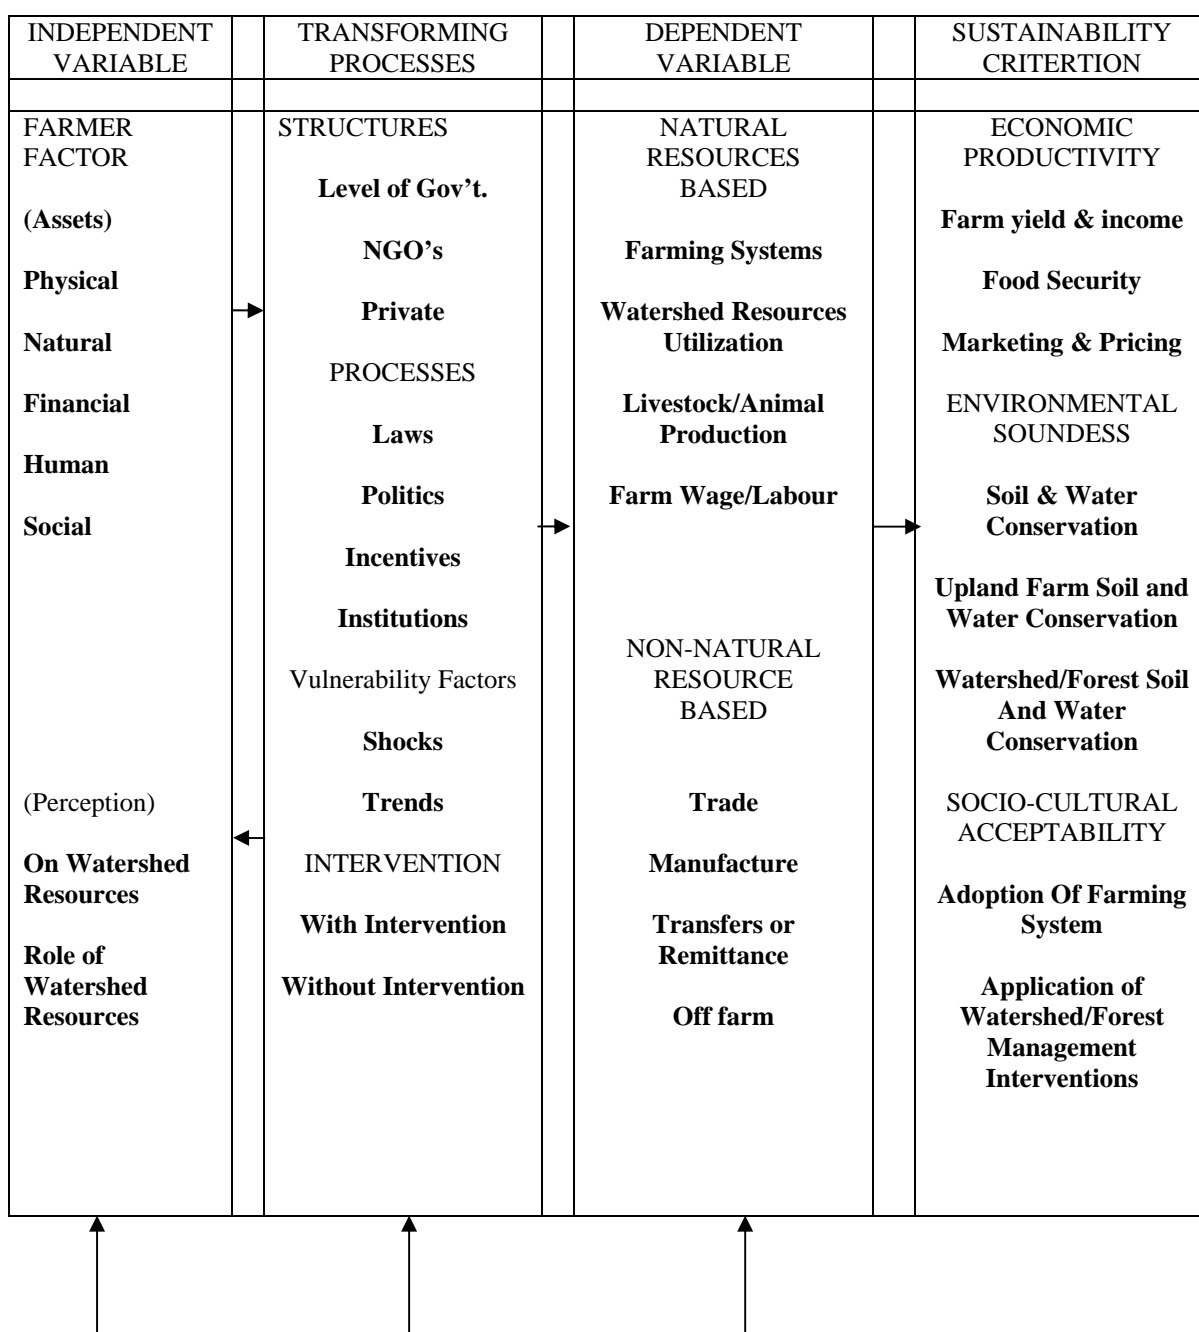 INDEPENDENT
VARIABLE
TRANSFORMING
PROCESSES
DEPENDENT
VARIABLE
SUSTAINABILITY
CRITERTION
FARMER
FACTOR
(Assets)
Physical
Natural
Financial
Human
Social
(Perception)
On Watershed
Resources
Role of
Watershed
Resources
STRUCTURES
Level of Gov’t.
NGO’s
Private
PROCESSES
Laws
Politics
Incentives
Institutions
Vulnerability Factors
Shocks
Trends
INTERVENTION
With Intervention
Without Intervention
NATURAL
RESOURCES
BASED
Farming Systems
Watershed Resources
Utilization
Livestock/Animal
Production
Farm Wage/Labour
NON-NATURAL
RESOURCE
BASED
Trade
Manufacture
Transfers or
Remittance
Off farm
ECONOMIC
PRODUCTIVITY
Farm yield & income
Food Security
Marketing & Pricing
ENVIRONMENTAL
SOUNDESS
Soil & Water
Conservation
Upland Farm Soil and
Water Conservation
Watershed/Forest Soil
And Water
Conservation
SOCIO-CULTURAL
ACCEPTABILITY
Adoption Of Farming
System
Application of
Watershed/Forest
Management
Interventions